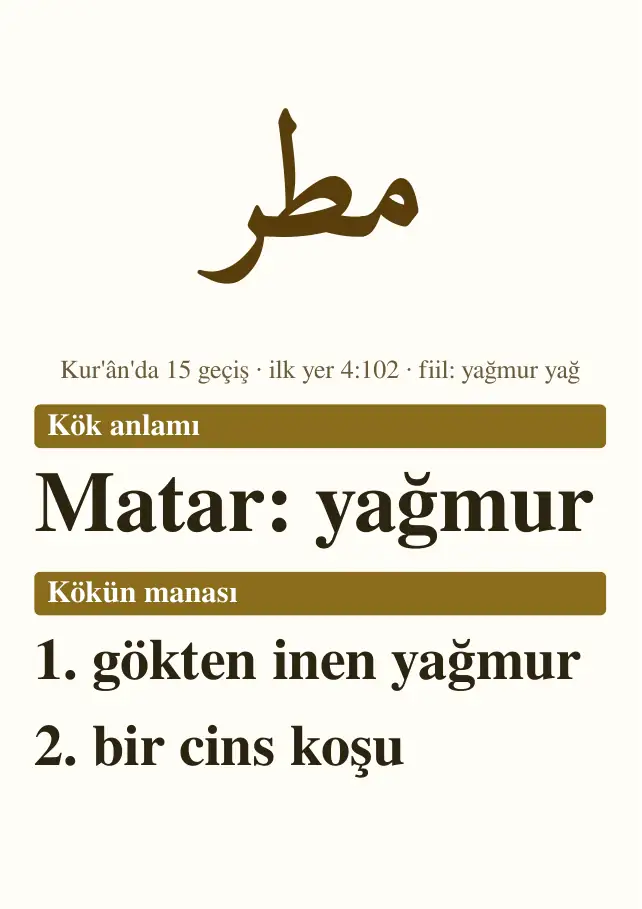 مطر
Kur'ân'da 15 geçiş · ilk yer 4:102 · fiil: yağmur yağ
Kök anlamı
Matar: yağmur
Kökün manası
1. gökten inen yağmur
2. bir cins koşu